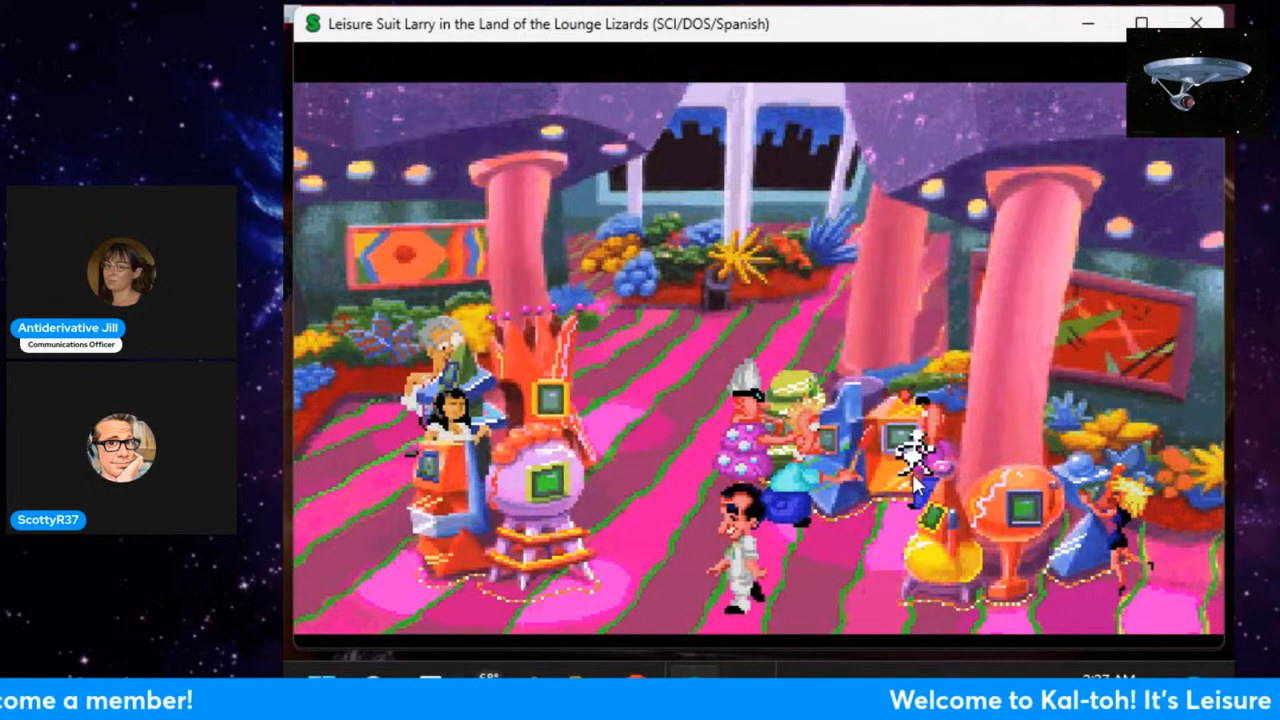 Leisure Suit Larry in the Land of the Lounge Lizards (SCI/DOS/Spanish)
Antiderivative Jill
Communications Officer
ScottyR37
come a member!
Welcome to Kal-toh! It's Leisure